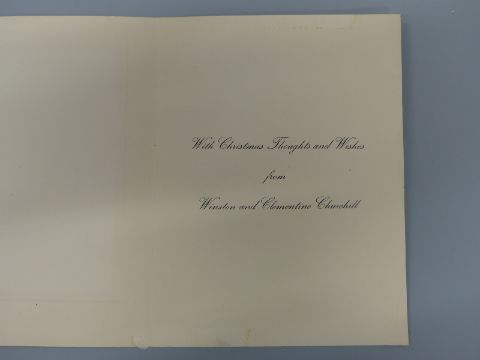 With Christmas Thoughts and Wishes
from
Winston and Clementine Churchill